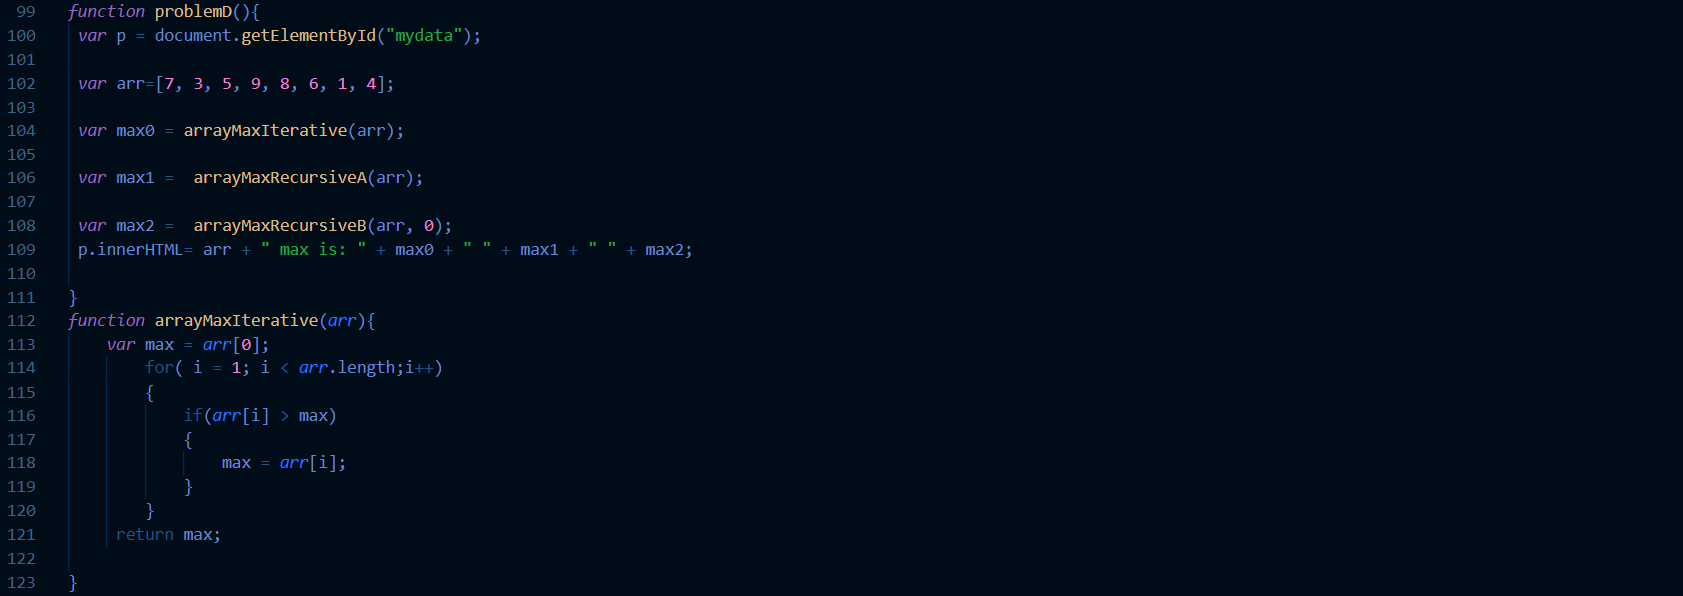 99 function problemD(){
100 var p = document.getElementById("mydata");
101
102 var arr=[7, 3, 5, 9, 8, 6, 1, 4];
103
104 var max0 = arrayMaxIterative(arr);
105
106 var max1 =  arrayMaxRecursiveA(arr);
107
108 var max2 =  arrayMaxRecursiveB(arr, 0);
109 p.innerHTML= arr + " max is: " + max0 + " " + max1 + " " + max2;
110
111 }
112 function arrayMaxIterative(arr){
113 var max = arr[0];
114 for( i = 1; i < arr.length;i++)
115 {
116 if(arr[i] > max)
117 {
118 max = arr[i];
119 }
120 }
121 return max;
122
123 }